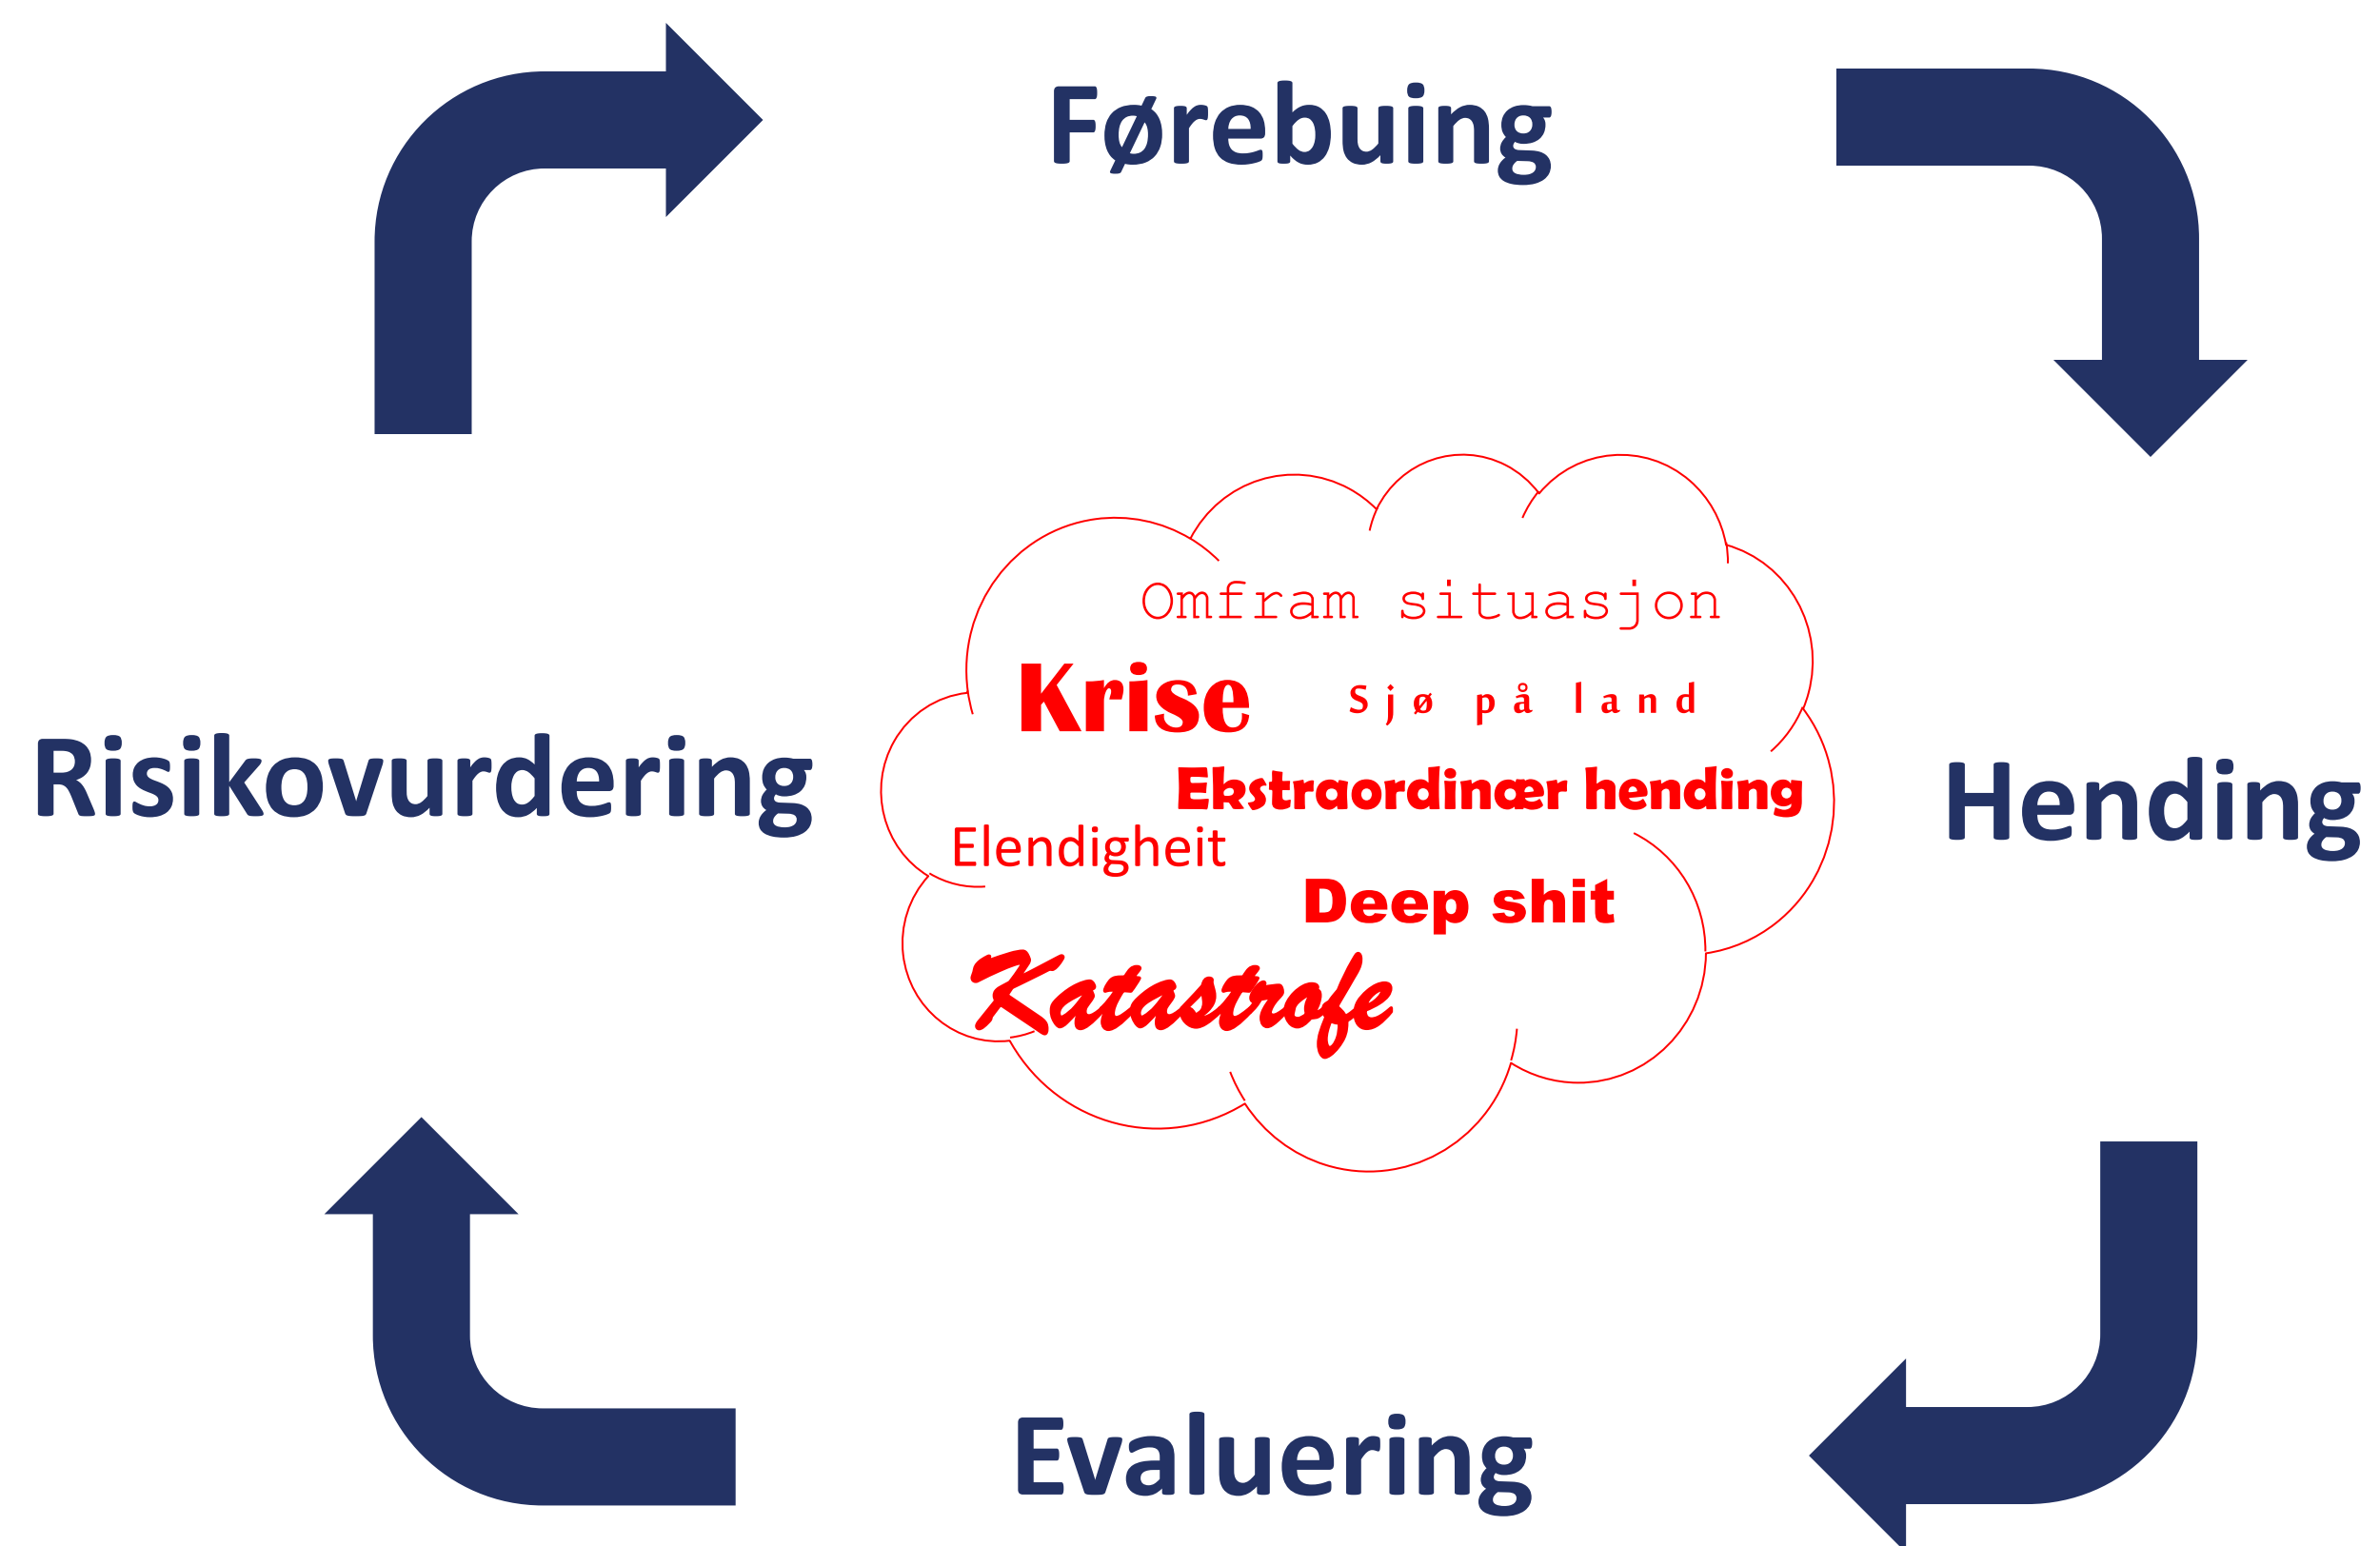 Førebuing
Omfram situasjon
Krise
Sjø på land
Risikovurdering
Ekstraordinær hending
Hending
Elendigheit
Deep shit
Katastrofe
Evaluering